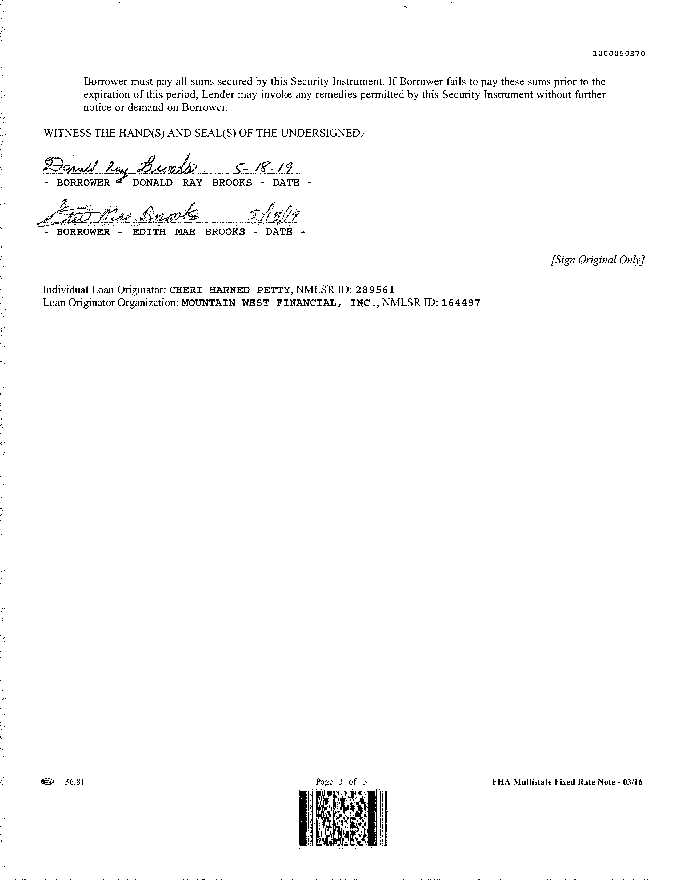 Borrower must pay all sums secured by this Security Instrument. If Borrower fails to pay these sums prior to the
expiration of this period, Lender may invoke any remedies permitted by this Security Instrument without further
notice or demand on Borrower.
WITNESS THE HAND(S) AND SEAL(S) OF THE UNDERSIGNED.
Donald Ray Brooks 5-18-19
- BORROWER - DONALD RAY BROOKS - DATE -
Edith Mae Brooks 5/18/19
- BORROWER - EDITH MAE BROOKS - DATE -
[Sign Original Only]
Individual Loan Originator: CHERI HARNED PETTY, NMLSR ID: 289561
Loan Originator Organization: MOUNTAIN WEST FINANCIAL, INC., NMLSR ID: 164497
Page 3 of
FHA Multistate Fixed Rate Note - 03/16